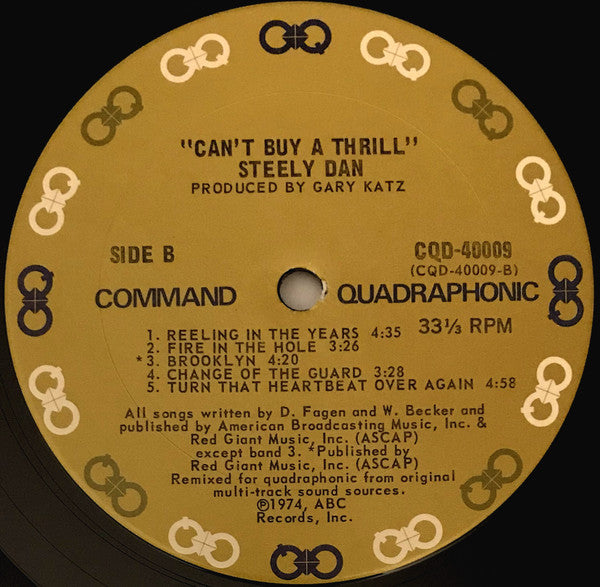 "CAN'T BUY A THRILL"
STEELY DAN
PRODUCED BY GARY KATZ
SIDE B
CQD-40009
(CQD-40009-B)
COMMAND QUADRAPHONIC
33⅓ RPM
1. REELING IN THE YEARS 4:35
2. FIRE IN THE HOLE 3:26
*3. BROOKLYN 4:20
4. CHANGE OF THE GUARD 3:28
5. TURN THAT HEARTBEAT OVER AGAIN 4:58
All songs written by D. Fagen and W. Becker and
published by American Broadcasting Music, Inc. &
Red Giant Music, Inc. (ASCAP)
except band 3. *Published by
Red Giant Music, Inc. (ASCAP)
Remixed for quadraphonic from original
multi-track sound sources.
℗1974, ABC
Records, Inc.